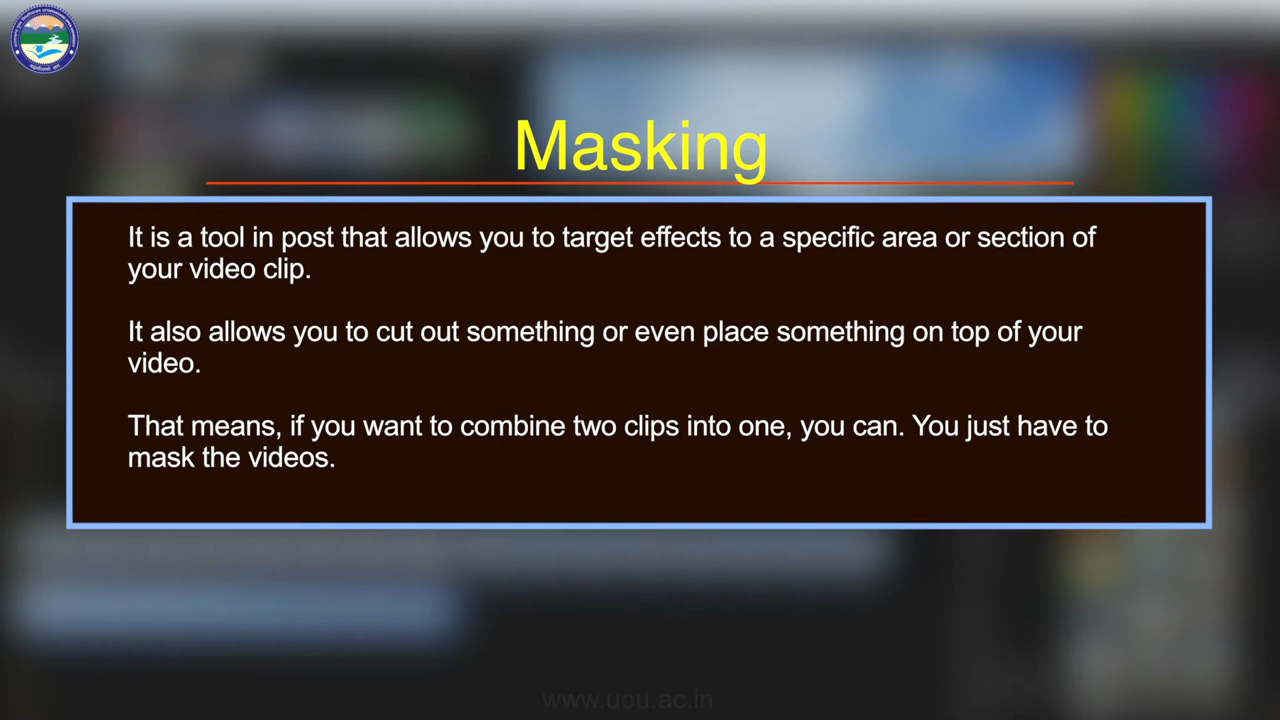 Masking
It is a tool in post that allows you to target effects to a specific area or section of
your video clip.
It also allows you to cut out something or even place something on top of your
video.
That means, if you want to combine two clips into one, you can. You just have to
mask the videos.
www.uou.ac.in